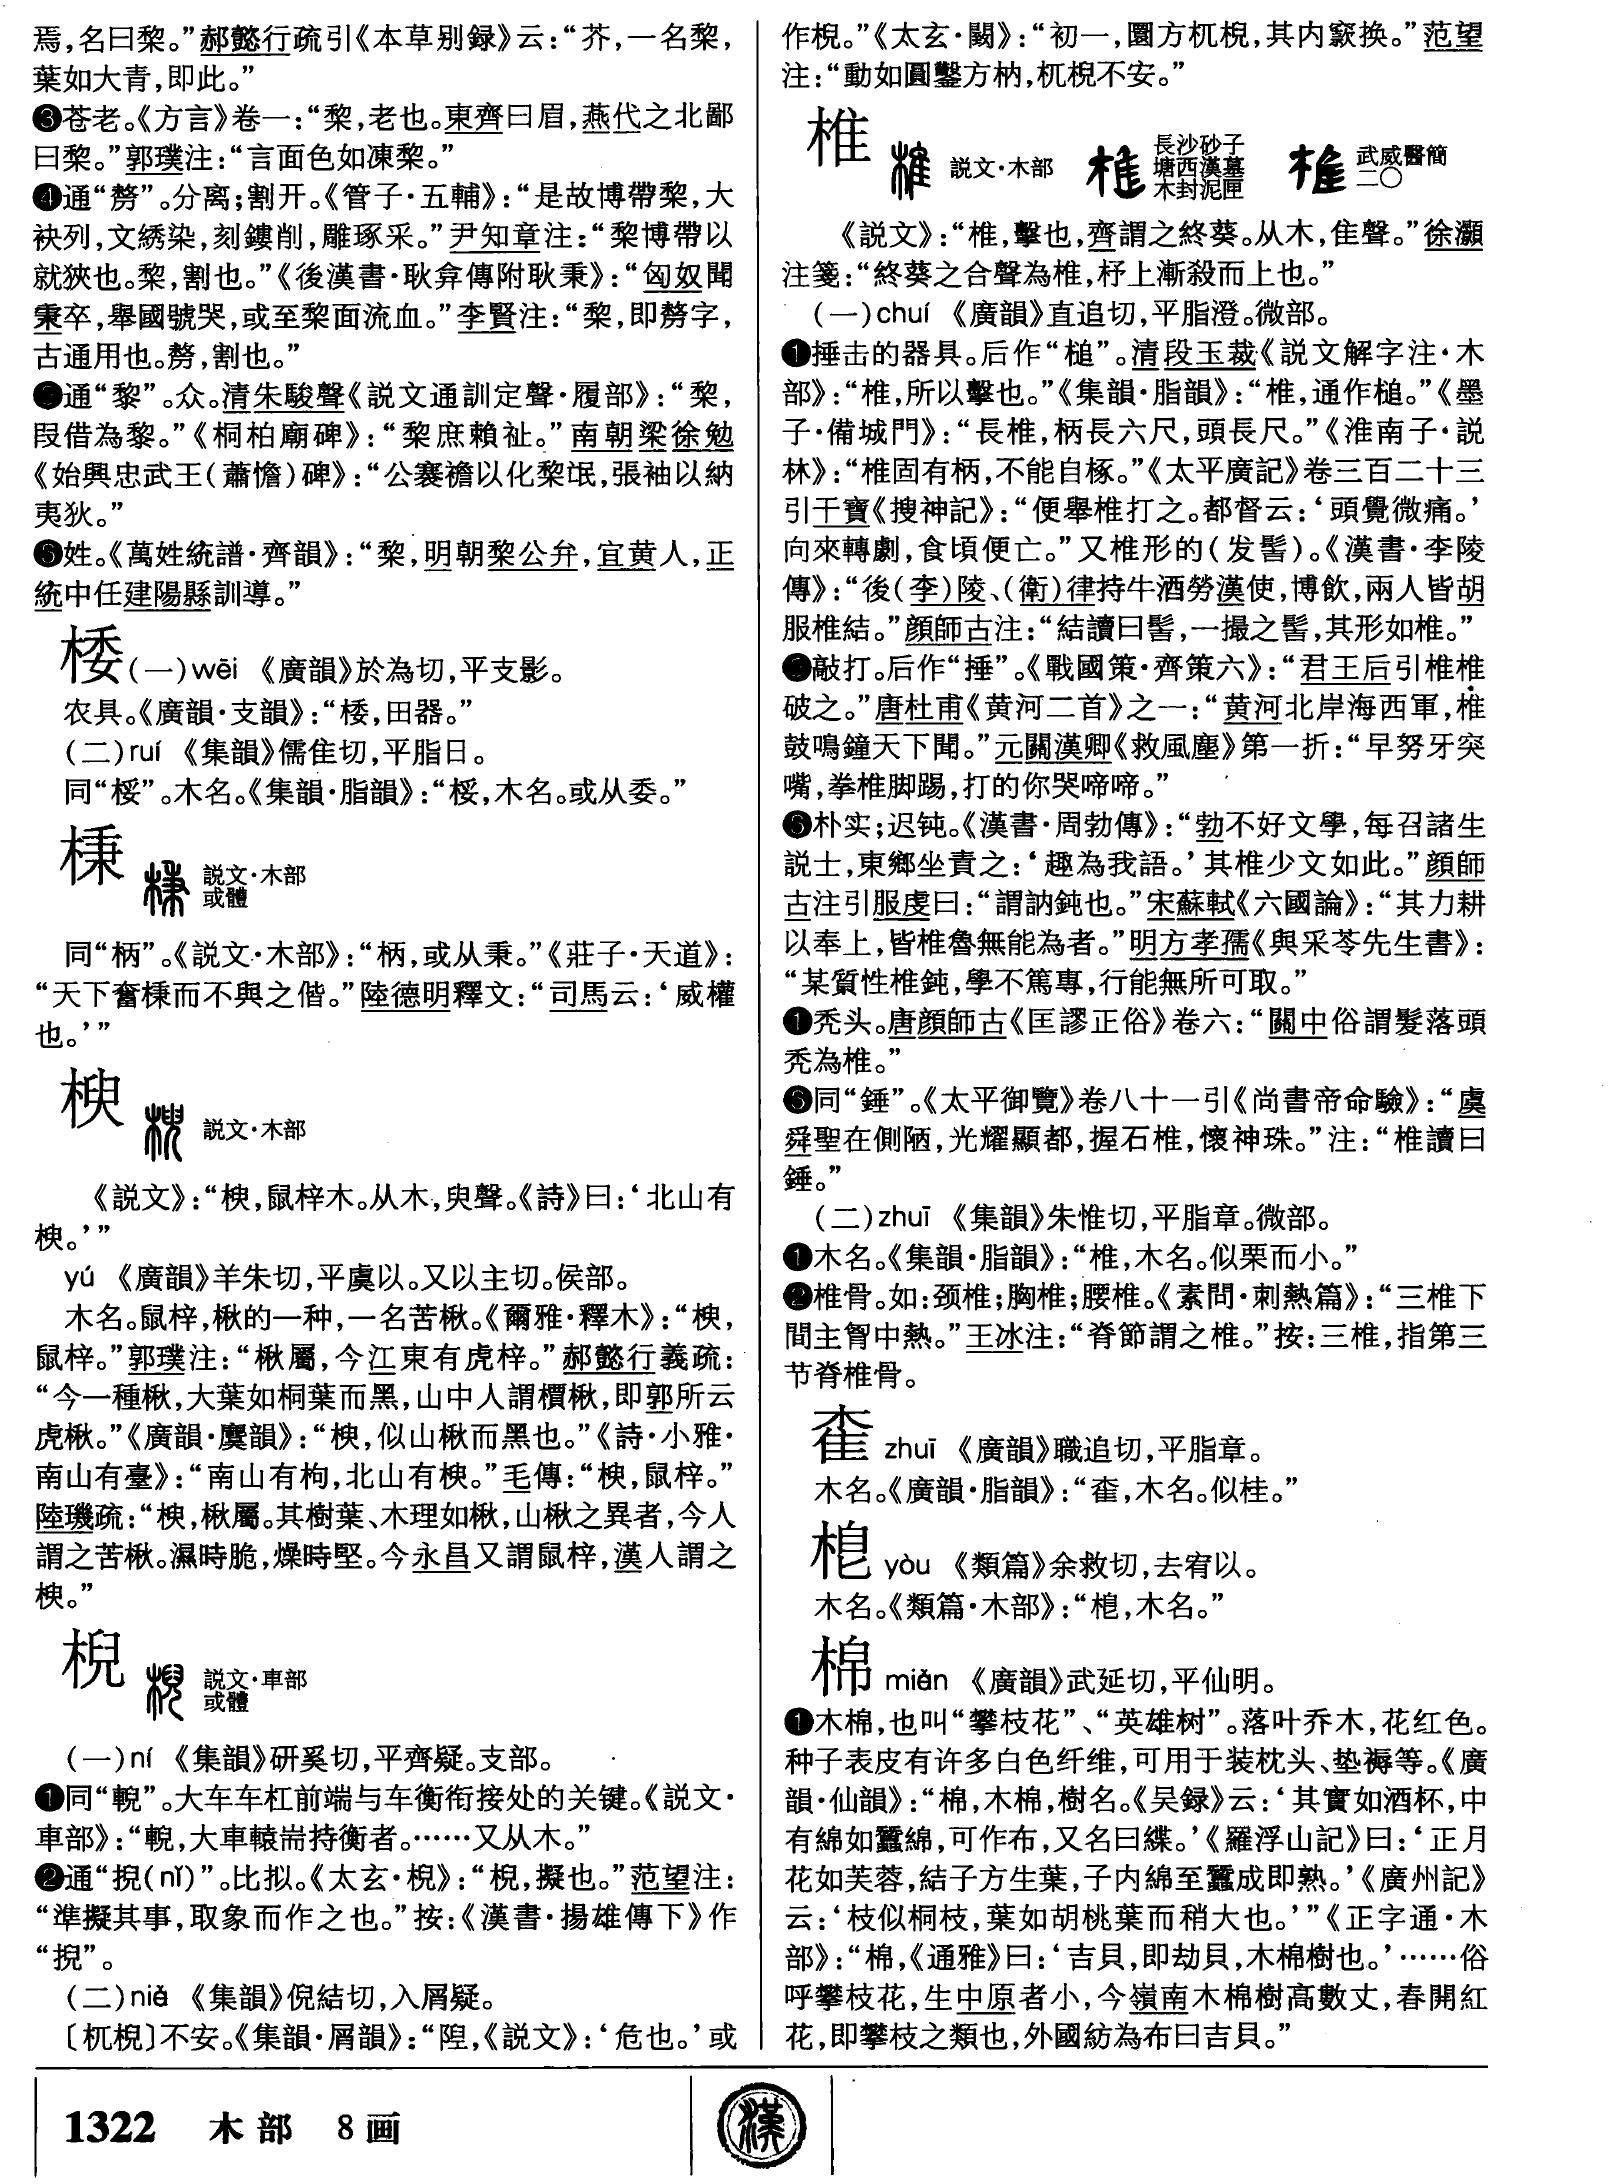 焉,名曰棃。”郝懿行疏引《本草别録》云:“芥,一名棃,
葉如大青,即此。”
❸苍老。《方言》卷一:“棃,老也。東齊曰眉,燕代之北鄙
曰棃。”郭璞注:“言面色如凍棃。”
❹通“剺”。分离;割开。《管子·五輔》:“是故博帶棃,大
袂列,文綉染,刻鏤削,雕琢采。”尹知章注:“棃博帶以
就狹也。棃,割也。”《後漢書·耿弇傳附耿秉》:“匈奴聞
秉卒,舉國號哭,或至棃面流血。”李賢注:“棃,即剺字,
古通用也。剺,割也。”
❺通“黎”。众。清朱駿聲《説文通訓定聲·履部》:“棃,
叚借為黎。”《桐柏廟碑》:“棃庶賴祉。”南朝梁徐勉
《始興忠武王(蕭憺)碑》:“公褰襜以化棃氓,張袖以納
夷狄。”
❻姓。《萬姓統譜·齊韻》:“棃,明朝棃公弁,宜黄人,正
統中任建陽縣訓導。”
㮃(一)wēi 《廣韻》於為切,平支影。
农具。《廣韻·支韻》:“㮃,田器。”
(二)ruí 《集韻》儒隹切,平脂日。
同“桵”。木名。《集韻·脂韻》:“桵,木名。或从委。”
棅 説文·木部
或體
同“柄”。《説文·木部》:“柄,或从秉。”《莊子·天道》:
“天下奮棅而不與之偕。”陸德明釋文:“司馬云:‘威權
也。’”
楰 説文·木部
《説文》:“楰,鼠梓木。从木,臾聲。《詩》曰:‘北山有
楰。’”
yú 《廣韻》羊朱切,平虞以。又以主切。侯部。
木名。鼠梓,楸的一种,一名苦楸。《爾雅·釋木》:“楰,
鼠梓。”郭璞注:“楸屬,今江東有虎梓。”郝懿行義疏:
“今一種楸,大葉如桐葉而黑,山中人謂檟楸,即郭所云
虎楸。”《廣韻·麌韻》:“楰,似山楸而黑也。”《詩·小雅·
南山有臺》:“南山有枸,北山有楰。”毛傳:“楰,鼠梓。”
陸璣疏:“楰,楸屬。其樹葉、木理如楸,山楸之異者,今人
謂之苦楸。濕時脆,燥時堅。今永昌又謂鼠梓,漢人謂之
楰。”
棿 説文·車部
或體
(一)ní 《集韻》研奚切,平齊疑。支部。
❶同“輗”。大车车杠前端与车衡衔接处的关键。《説文·
車部》:“輗,大車轅耑持衡者。……又从木。”
❷通“掜(nǐ)”。比拟。《太玄·棿》:“棿,擬也。”范望注:
“準擬其事,取象而作之也。”按:《漢書·揚雄傳下》作
“掜”。
(二)niè 《集韻》倪結切,入屑疑。
〔杌棿〕不安。《集韻·屑韻》:“隉,《説文》:‘危也。’或
作棿。”《太玄·闕》:“初一,圜方杌棿,其内竅换。”范望
注:“動如圓鑿方枘,杌棿不安。”
椎 説文·木部 長沙砂子
塘西漢墓
木封泥匣 武威醫簡
二〇
《説文》:“椎,擊也,齊謂之終葵。从木,隹聲。”徐灝
注箋:“終葵之合聲為椎,杼上漸殺而上也。”
(一)chuí 《廣韻》直追切,平脂澄。微部。
❶捶击的器具。后作“槌”。清段玉裁《説文解字注·木
部》:“椎,所以擊也。”《集韻·脂韻》:“椎,通作槌。”《墨
子·備城門》:“長椎,柄長六尺,頭長尺。”《淮南子·説
林》:“椎固有柄,不能自椓。”《太平廣記》卷三百二十三
引干寶《搜神記》:“便舉椎打之。都督云:‘頭覺微痛。’
向來轉劇,食頃便亡。”又椎形的(发髻)。《漢書·李陵
傳》:“後(李)陵、(衛)律持牛酒勞漢使,博飲,兩人皆胡
服椎結。”顔師古注:“結讀曰髻,一撮之髻,其形如椎。”
❷敲打。后作“捶”。《戰國策·齊策六》:“君王后引椎椎
破之。”唐杜甫《黄河二首》之一:“黄河北岸海西軍,椎
鼓鳴鐘天下聞。”元關漢卿《救風塵》第一折:“早努牙突
嘴,拳椎脚踢,打的你哭啼啼。”
❸朴实;迟钝。《漢書·周勃傳》:“勃不好文學,每召諸生
説士,東鄉坐責之:‘趣為我語。’其椎少文如此。”顔師
古注引服虔曰:“謂訥鈍也。”宋蘇軾《六國論》:“其力耕
以奉上,皆椎魯無能為者。”明方孝孺《與采苓先生書》:
“某質性椎鈍,學不篤專,行能無所可取。”
❹秃头。唐顔師古《匡謬正俗》卷六:“關中俗謂髮落頭
秃為椎。”
❺同“錘”。《太平御覽》卷八十一引《尚書帝命驗》:“虞
舜聖在側陋,光耀顯都,握石椎,懷神珠。”注:“椎讀曰
錘。”
(二)zhuī 《集韻》朱惟切,平脂章。微部。
❶木名。《集韻·脂韻》:“椎,木名。似栗而小。”
❷椎骨。如:颈椎;胸椎;腰椎。《素問·刺熱篇》:“三椎下
間主胷中熱。”王冰注:“脊節謂之椎。”按:三椎,指第三
节脊椎骨。
zhuī 《廣韻》職追切,平脂章。
木名。《廣韻·脂韻》:“,木名。似桂。”
yòu 《類篇》余救切,去宥以。
木名。《類篇·木部》:“,木名。”
棉 mián 《廣韻》武延切,平仙明。
❶木棉,也叫“攀枝花”、“英雄树”。落叶乔木,花红色。
种子表皮有许多白色纤维,可用于装枕头、垫褥等。《廣
韻·仙韻》:“棉,木棉,樹名。《吴録》云:‘其實如酒杯,中
有綿如蠶綿,可作布,又名曰緤。’《羅浮山記》曰:‘正月
花如芙蓉,結子方生葉,子内綿至蠶成即熟。’《廣州記》
云:‘枝似桐枝,葉如胡桃葉而稍大也。’”《正字通·木
部》:“棉,《通雅》曰:‘吉貝,即劫貝,木棉樹也。’……俗
呼攀枝花,生中原者小,今嶺南木棉樹高數丈,春開紅
花,即攀枝之類也,外國紡為布曰吉貝。”
1322 木部 8画
漢